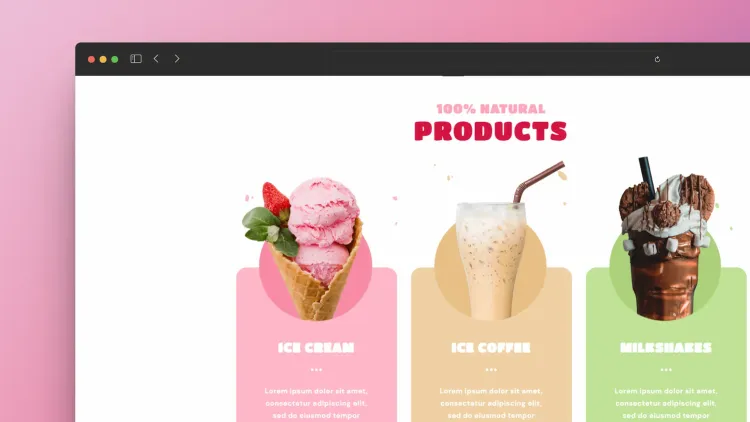 100% NATURAL
PRODUCTS
ICE CREAM
Lorem ipsum dolor sit amet,
consectetur adipiscing elit,
sed do eiusmod tempor
ICE COFFEE
Lorem ipsum dolor sit amet,
consectetur adipiscing elit,
sed do eiusmod tempor
MILKSHAKES
Lorem ipsum dolor sit amet,
consectetur adipiscing elit,
sed do eiusmod tempor